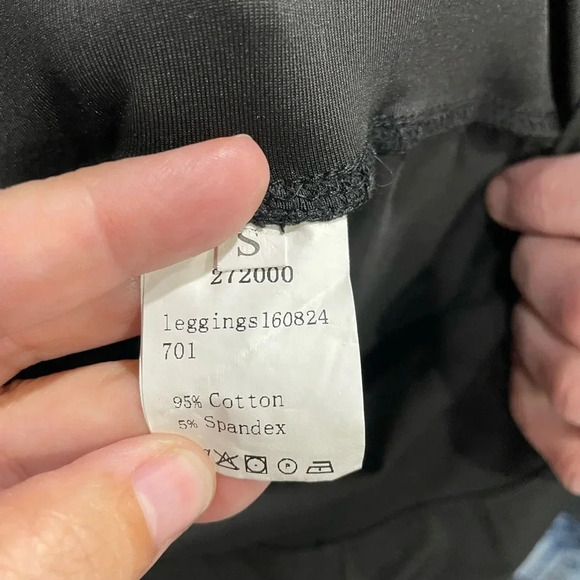 S
272000
leggings160824
701
95% Cotton
5% Spandex
P